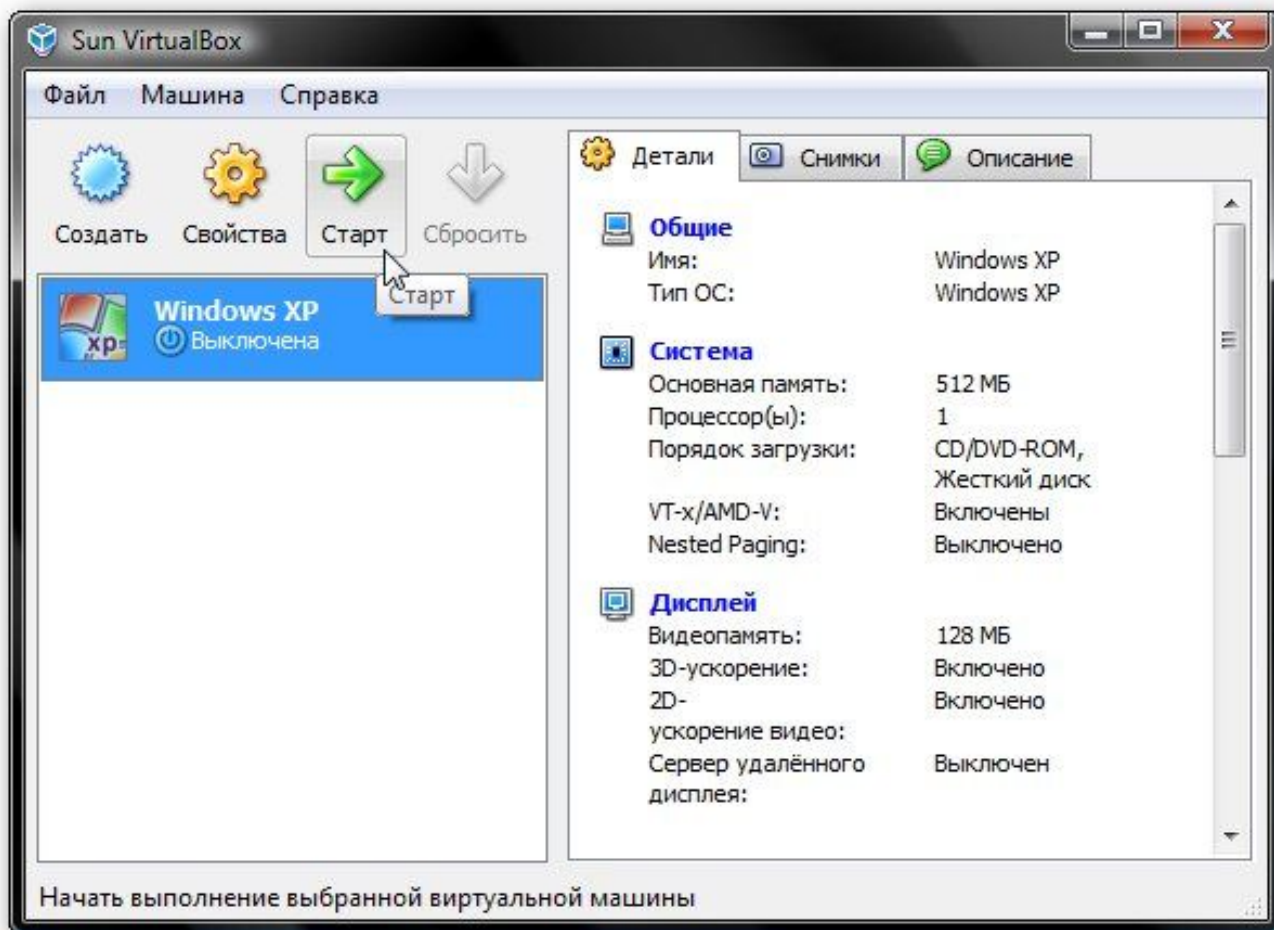 Sun VirtualBox
Файл Машина Справка
Создать Свойства Старт Сбросить
Старт
Windows XP
Выключена
xp
Детали Снимки Описание
Общие
Имя: Windows XP
Тип ОС: Windows XP
Система
Основная память: 512 МБ
Процессор(ы): 1
Порядок загрузки: CD/DVD-ROM,
Жесткий диск
VT-x/AMD-V: Включены
Nested Paging: Выключено
Дисплей
Видеопамять: 128 МБ
3D-ускорение: Включено
2D- Включено
ускорение видео:
Сервер удалённого Выключен
дисплея:
Начать выполнение выбранной виртуальной машины